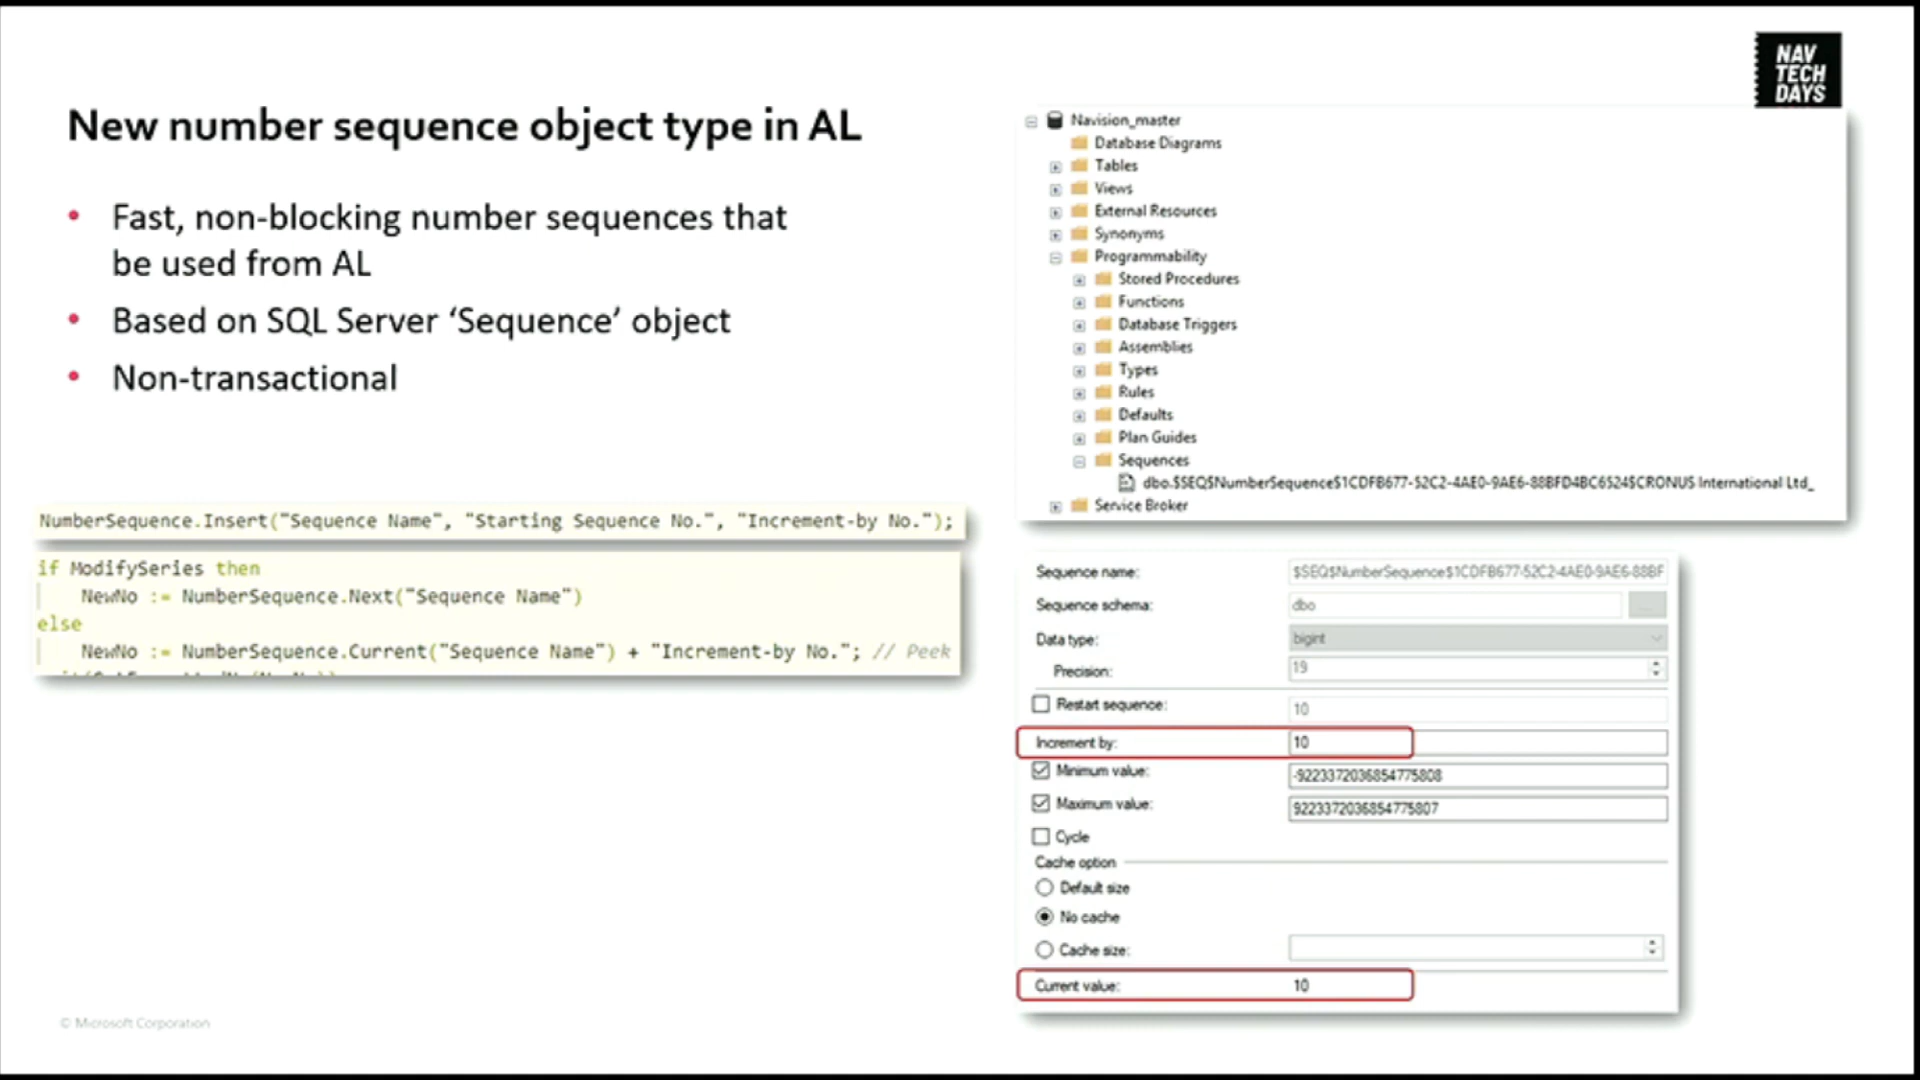 NAV
TECH
DAYS
New number sequence object type in AL
• Fast, non-blocking number sequences that
be used from AL
• Based on SQL Server ‘Sequence’ object
• Non-transactional
NumberSequence.Insert("Sequence Name", "Starting Sequence No.", "Increment-by No.");
if ModifySeries then
NewNo := NumberSequence.Next("Sequence Name")
else
NewNo := NumberSequence.Current("Sequence Name") + "Increment-by No."; // Peek
Navision_master
Database Diagrams
Tables
Views
External Resources
Synonyms
Programmability
Stored Procedures
Functions
Database Triggers
Assemblies
Types
Rules
Defaults
Plan Guides
Sequences
dbo.$SEQ$NumberSequence$1CDFB677-52C2-4AE0-9AE6-88BFD4BC6524$CRONUS International Ltd_
Service Broker
Sequence name: $SEQ$NumberSequence$1CDFB677-52C2-4AE0-9AE6-88BF
Sequence schema: dbo
Data type: bigint
Precision: 19
Restart sequence: 10
Increment by: 10
Minimum value: -9223372036854775808
Maximum value: 9223372036854775807
Cycle
Cache option
Default size
No cache
Cache size:
Current value: 10
© Microsoft Corporation